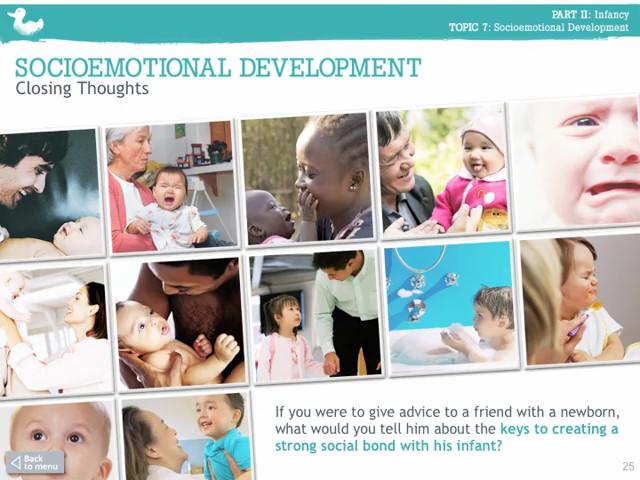 PART II: Infancy
TOPIC 7: Socioemotional Development
SOCIOEMOTIONAL DEVELOPMENT
Closing Thoughts
If you were to give advice to a friend with a newborn,
what would you tell him about the keys to creating a
strong social bond with his infant?
Back
to menu
25